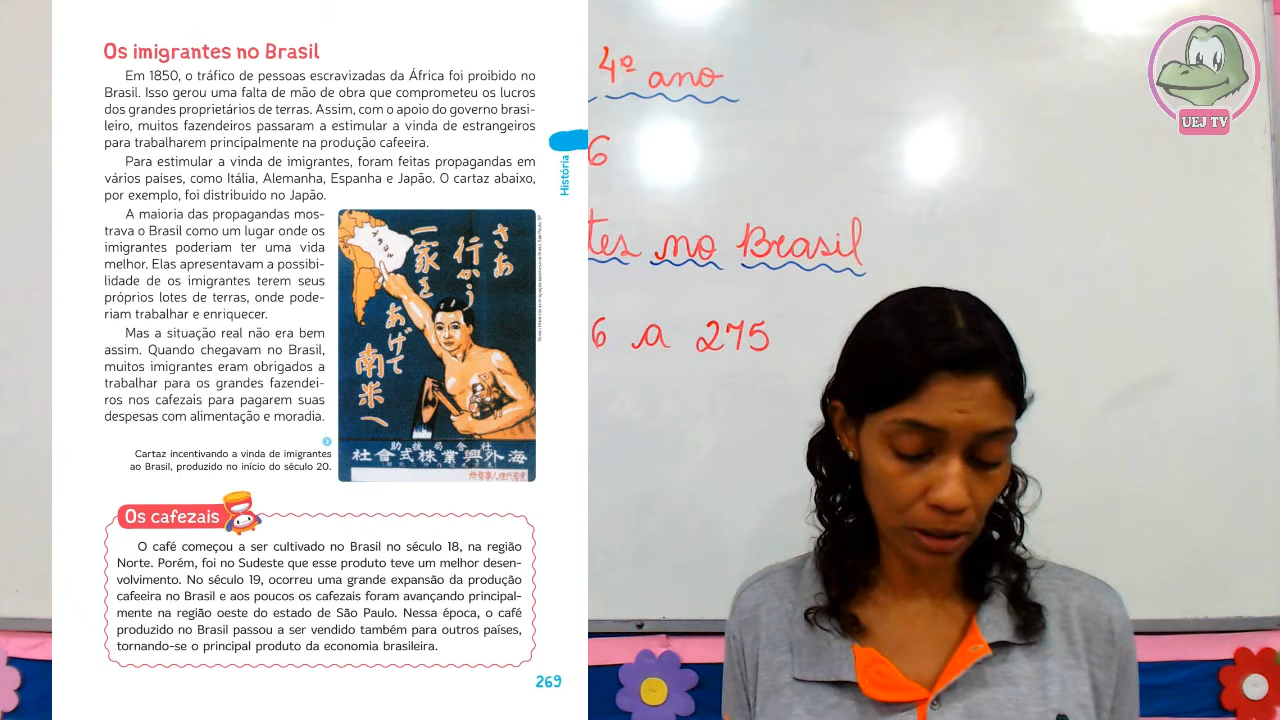 Os imigrantes no Brasil
Em 1850, o tráfico de pessoas escravizadas da África foi proibido no
Brasil. Isso gerou uma falta de mão de obra que comprometeu os lucros
dos grandes proprietários de terras. Assim, com o apoio do governo brasi-
leiro, muitos fazendeiros passaram a estimular a vinda de estrangeiros
para trabalharem principalmente na produção cafeeira.
Para estimular a vinda de imigrantes, foram feitas propagandas em
vários países, como Itália, Alemanha, Espanha e Japão. O cartaz abaixo,
por exemplo, foi distribuído no Japão.
A maioria das propagandas mos-
trava o Brasil como um lugar onde os
imigrantes poderiam ter uma vida
melhor. Elas apresentavam a possibi-
lidade de os imigrantes terem seus
próprios lotes de terras, onde pode-
riam trabalhar e enriquecer.
Mas a situação real não era bem
assim. Quando chegavam no Brasil,
muitos imigrantes eram obrigados a
trabalhar para os grandes fazendei-
ros nos cafezais para pagarem suas
despesas com alimentação e moradia.
Cartaz incentivando a vinda de imigrantes
ao Brasil, produzido no início do século 20.
さあ
行かう
一家をあげて
南米へ
海外興業株式會社
Os cafezais
O café começou a ser cultivado no Brasil no século 18, na região
Norte. Porém, foi no Sudeste que esse produto teve um melhor desen-
volvimento. No século 19, ocorreu uma grande expansão da produção
cafeeira no Brasil e aos poucos os cafezais foram avançando principal-
mente na região oeste do estado de São Paulo. Nessa época, o café
produzido no Brasil passou a ser vendido também para outros países,
tornando-se o principal produto da economia brasileira.
269
História
4º ano
6
tes no Brasil
6 a 275
UEJ TV